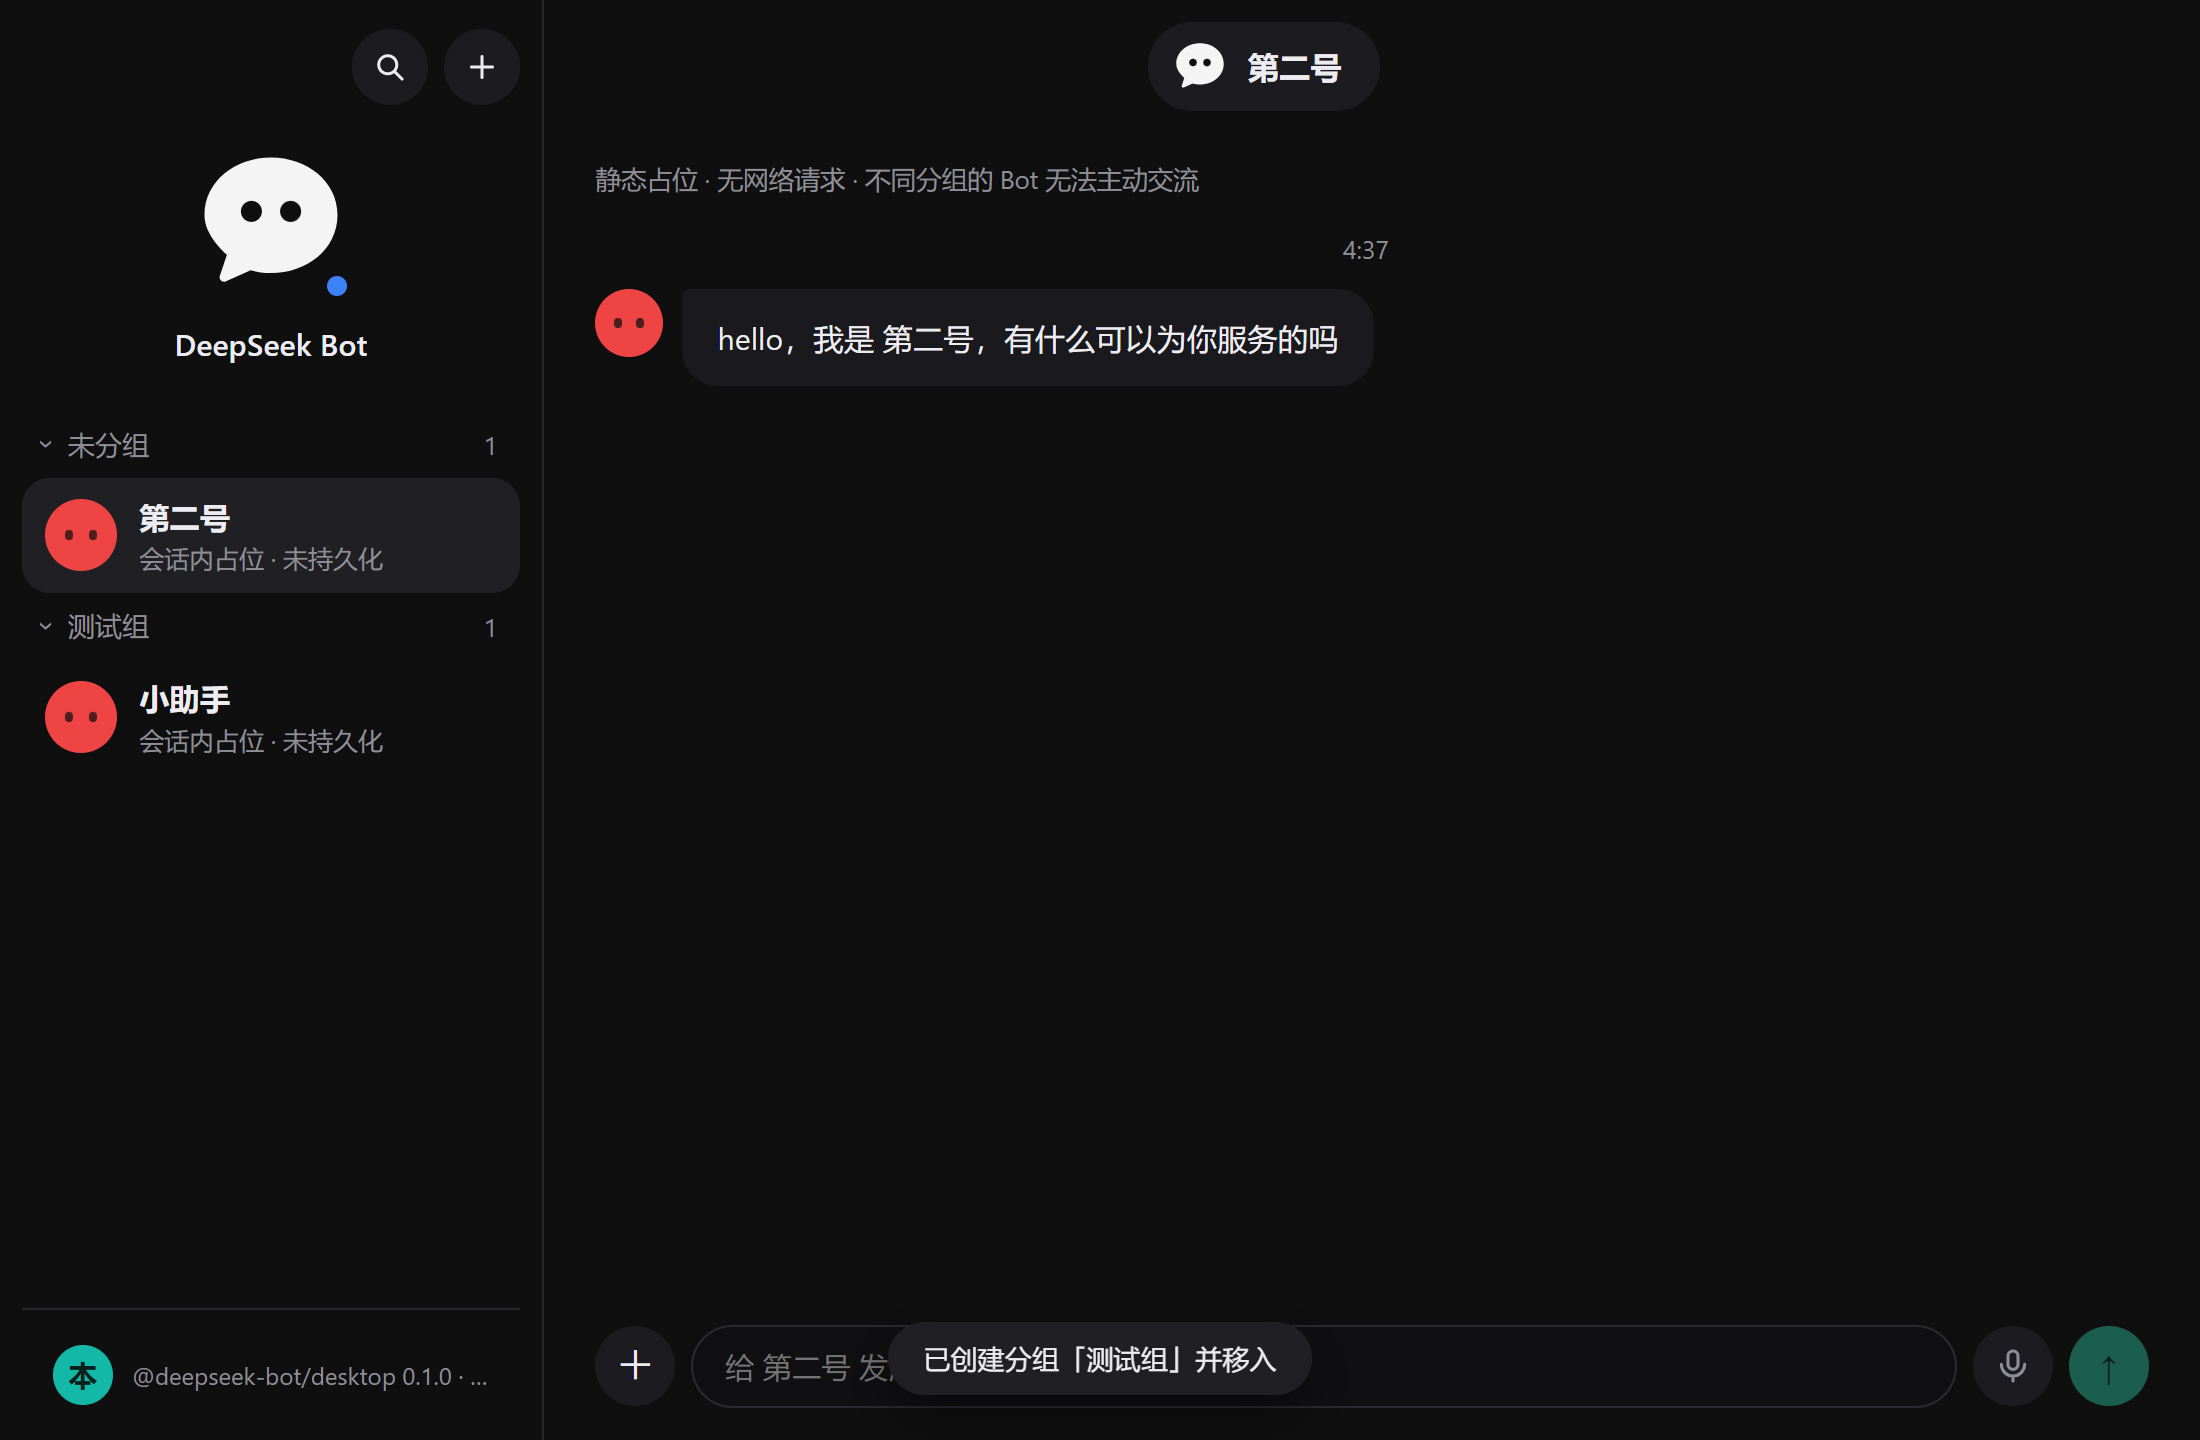 DeepSeek Bot
未分组 1
第二号
会话内占位 · 未持久化
测试组 1
小助手
会话内占位 · 未持久化
本 @deepseek-bot/desktop 0.1.0 · ...
第二号
静态占位 · 无网络请求 · 不同分组的 Bot 无法主动交流
4:37
hello，我是 第二号，有什么可以为你服务的吗
给 第二号 发
已创建分组「测试组」并移入